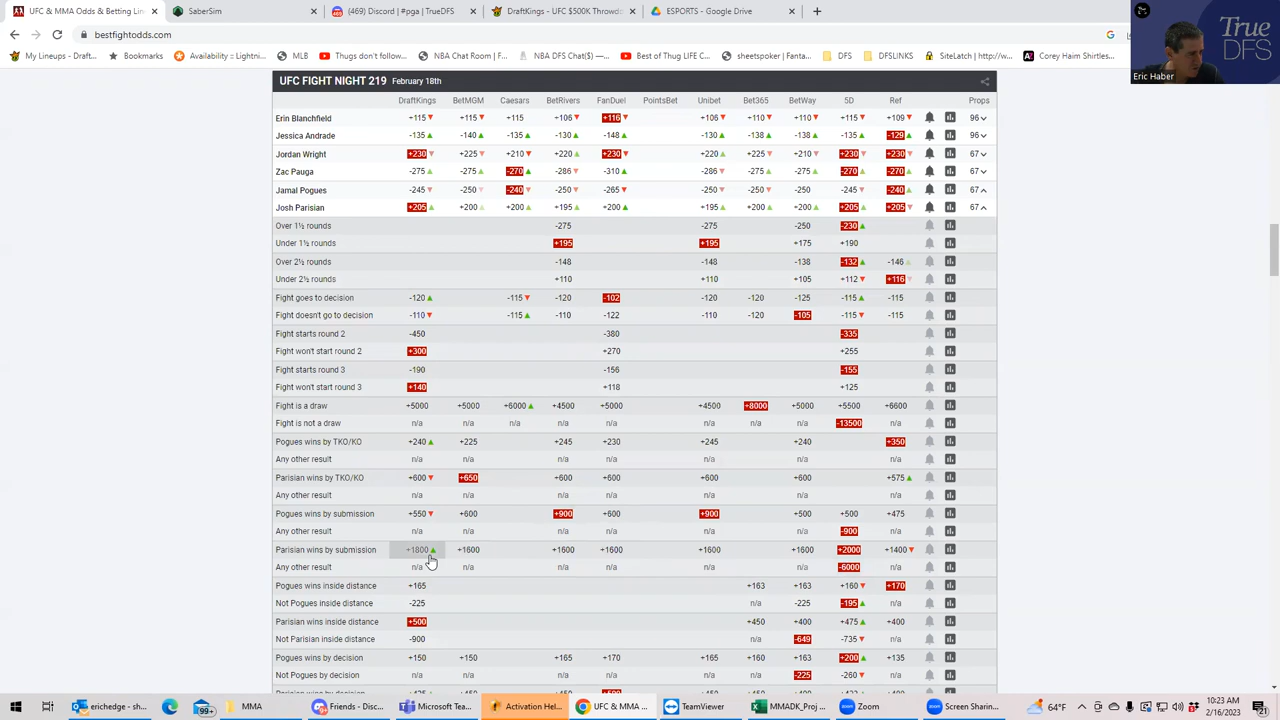 UFC & MMA Odds & Betting Lin
SaberSim
(469) Discord | #pga | TrueDFS
DraftKings - UFC $500K Throwdo
ESPORTS - Google Drive
bestfightodds.com
My Lineups - Draft...
Bookmarks
Availability :: Lightni...
MLB
Thugs don't follow...
NBA Chat Room | F...
NBA DFS Chat($) —...
Best of Thug LIFE C...
sheetspoker | Fanta...
DFS
DFSLINKS
SiteLatch | http://w...
Corey Haim Shirtles...
True
DFS
Eric Haber
UFC FIGHT NIGHT 219 February 18th
DraftKings BetMGM Caesars BetRivers FanDuel PointsBet Unibet Bet365 BetWay 5D Ref Props
Erin Blanchfield +115 +115 +115 +106 +116 +106 +110 +110 +115 +109 96
Jessica Andrade -135 -140 -135 -130 -148 -130 -138 -138 -135 -129 96
Jordan Wright +230 +225 +210 +220 +230 +220 +225 +210 +230 +230 67
Zac Pauga -275 -275 -270 -286 -310 -286 -275 -275 -270 -270 67
Jamal Pogues -245 -250 -240 -250 -265 -250 -250 -250 -245 -240 67
Josh Parisian +205 +200 +200 +195 +200 +195 +200 +200 +205 +205 67
Over 1½ rounds -275 -275 -250 -230
Under 1½ rounds +195 +195 +175 +190
Over 2½ rounds -148 -148 -138 -132 -146
Under 2½ rounds +110 +110 +105 +112 +116
Fight goes to decision -120 -115 -120 -102 -120 -120 -125 -115 -115
Fight doesn't go to decision -110 -115 -110 -122 -110 -120 -105 -115 -115
Fight starts round 2 -450 -380 -335
Fight won't start round 2 +300 +270 +255
Fight starts round 3 -190 -156 -155
Fight won't start round 3 +140 +118 +125
Fight is a draw +5000 +5000 +6000 +4500 +5000 +4500 +8000 +5000 +5500 +6600
Fight is not a draw n/a n/a n/a n/a n/a n/a n/a n/a -13500 n/a
Pogues wins by TKO/KO +240 +225 +245 +230 +245 +240 +350
Any other result n/a n/a n/a n/a n/a n/a n/a
Parisian wins by TKO/KO +600 +650 +600 +600 +600 +600 +575
Any other result n/a n/a n/a n/a n/a n/a n/a
Pogues wins by submission +550 +600 +900 +600 +900 +500 +500 +475
Any other result n/a n/a n/a n/a n/a n/a -900 n/a
Parisian wins by submission +1800 +1600 +1600 +1600 +1600 +1600 +2000 +1400
Any other result n/a n/a n/a n/a n/a n/a -6000 n/a
Pogues wins inside distance +165 +163 +163 +160 +170
Not Pogues inside distance -225 n/a -225 -195 n/a
Parisian wins inside distance +500 +450 +400 +475 +400
Not Parisian inside distance -900 n/a -649 -735 n/a
Pogues wins by decision +150 +150 +165 +170 +165 +160 +163 +200 +135
Not Pogues by decision n/a n/a n/a n/a n/a n/a -225 -260 n/a
erichedge - yahoo...
99+
MMA
Friends - Disc...
Microsoft Tea...
Activation Hel...
UFC & MMA ...
TeamViewer
MMADK_Proj ...
Zoom
Screen Sharin...
64°F
10:23 AM
2/16/2023
21